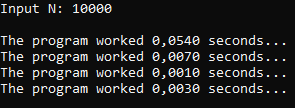 Input N: 10000
The program worked 0,0540 seconds...
The program worked 0,0070 seconds...
The program worked 0,0010 seconds...
The program worked 0,0030 seconds...